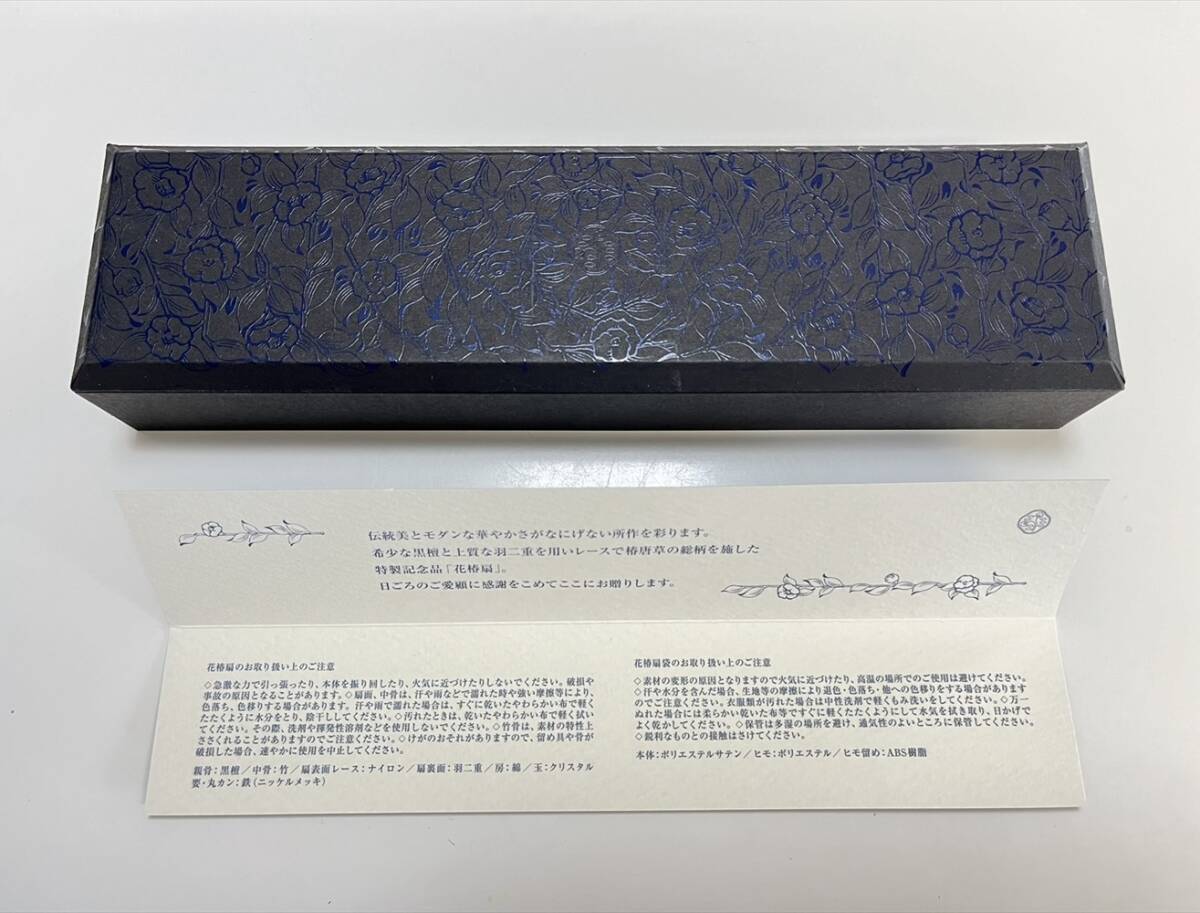 伝統美とモダンな華やかさがなにげない所作を彩ります。
希少な黒檀と上質な羽二重を用いレースで椿唐草の総柄を施した
特製記念品「花椿扇」。
日ごろのご愛顧に感謝をこめてここにお贈りします。
花椿扇のお取り扱い上のご注意
◇急激な力で引っ張ったり、本体を振り回したり、火気に近づけたりしないでください。破損や
事故の原因となることがあります。◇扇面、中骨は、汗や雨などで濡れた時や強い摩擦等により、
色落ち、色移りする場合があります。汗や雨で濡れた場合は、すぐに乾いたやわらかい布で軽く
たたくように水分をとり、陰干ししてください。◇汚れたときは、乾いたやわらかい布で軽く拭い
てください。その際、洗剤や揮発性溶剤などを使用しないでください。◇竹骨は、素材の特性上
ささくれることがありますのでご注意ください。◇けがのおそれがありますので、留め具や骨が
破損した場合、速やかに使用を中止してください。
親骨：黒檀／中骨：竹／扇表面レース：ナイロン／扇裏面：羽二重／房：綿／玉：クリスタル
要・丸カン：鉄（ニッケルメッキ）
花椿扇袋のお取り扱い上のご注意
◇素材の変形の原因となりますので火気に近づけたり、高温の場所でのご使用は避けてください。
◇汗や水分を含んだ場合、生地等の摩擦により退色・色落ち・他への色移りをする場合があります
のでご注意ください。衣服類が汚れた場合は中性洗剤で軽くもみ洗いをしてください。◇万一
ぬれた場合には柔らかい乾いた布等ですぐに軽くたたくようにして水気を拭き取り、日かげで
よく乾かしてください。◇保管は多湿の場所を避け、通気性のよいところに保管してください。
◇鋭利なものとの接触はさけてください。
本体：ポリエステルサテン／ヒモ：ポリエステル／ヒモ留め：ABS樹脂